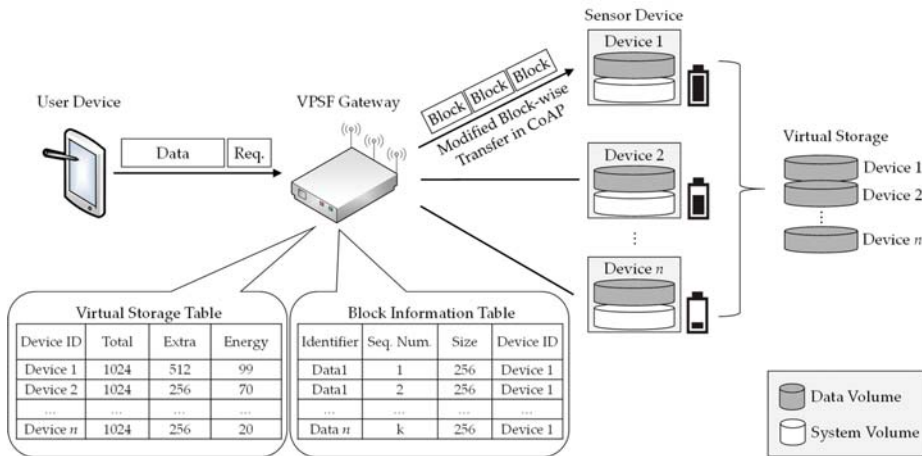 Sensor Device
Device 1
User Device
VPSF Gateway
Block Block Block
Modified Block-wise
Transfer in CoAP
Data Req.
Device 2
⋮
Device n
Virtual Storage
Device 1
Device 2
⋮
Device n
Virtual Storage Table
Device ID Total Extra Energy
Device 1 1024 512 99
Device 2 1024 256 70
... ... ... ...
Device n 1024 256 20
Block Information Table
Identifier Seq. Num. Size Device ID
Data1 1 256 Device 1
Data1 2 256 Device 1
... ... ... ...
Data n k 256 Device 1
Data Volume
System Volume